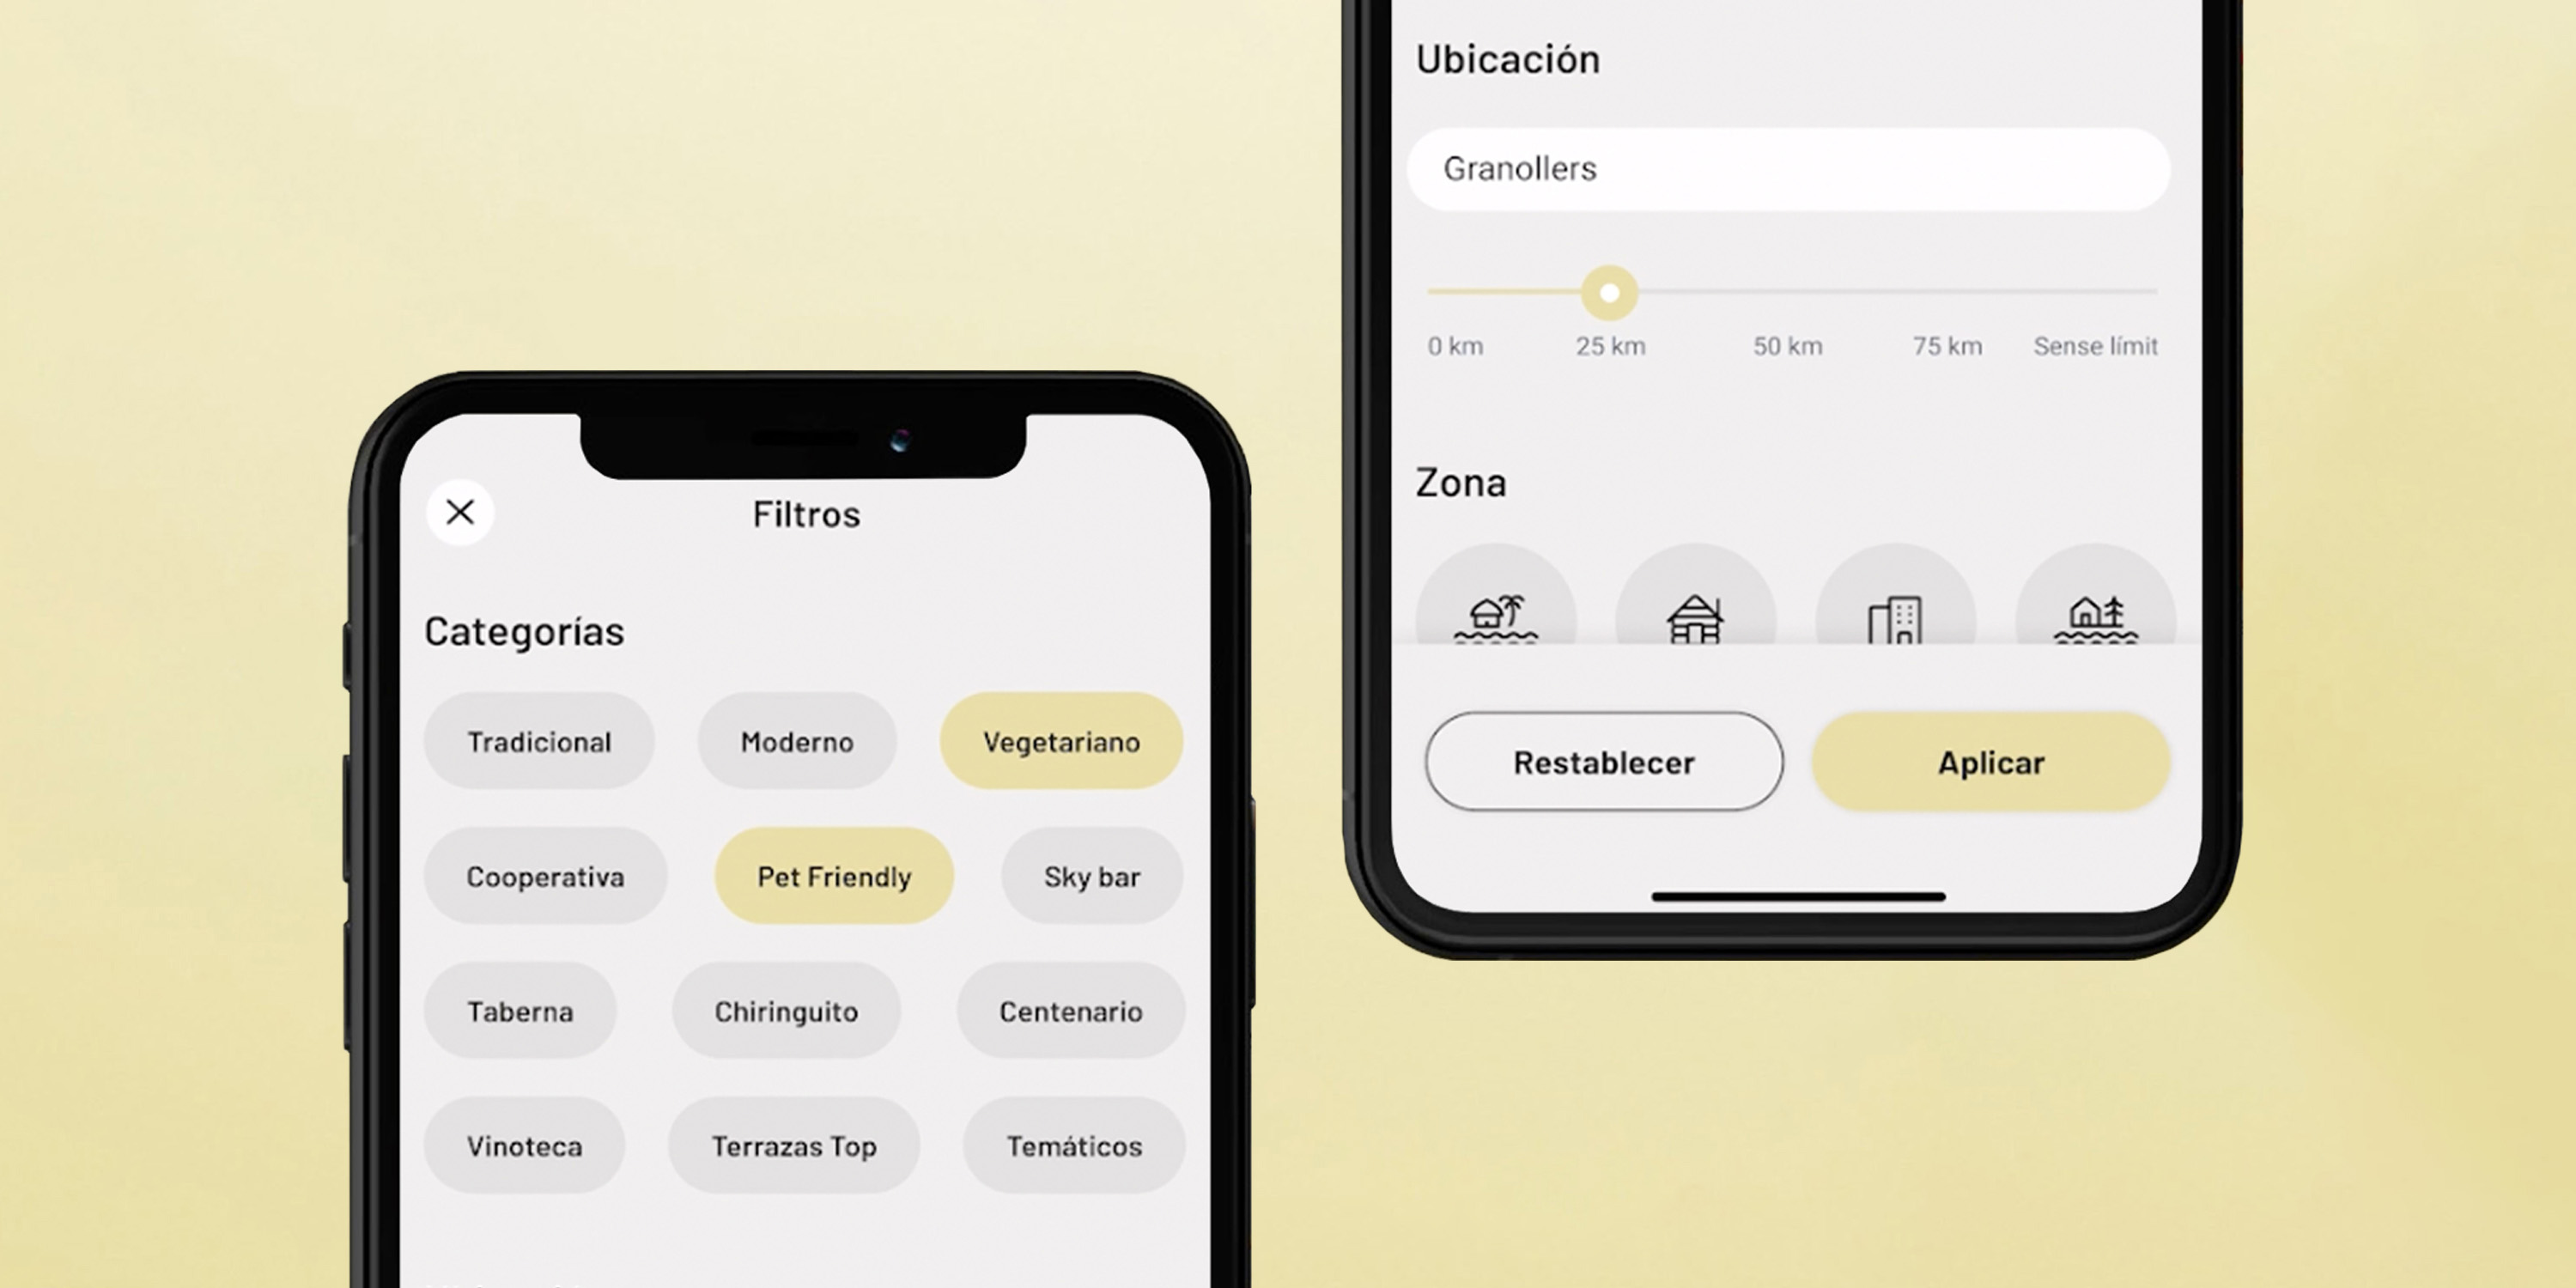 Filtros
Categorías
Tradicional
Moderno
Vegetariano
Cooperativa
Pet Friendly
Sky bar
Taberna
Chiringuito
Centenario
Vinoteca
Terrazas Top
Temáticos
Ubicación
Granollers
0 km 25 km 50 km 75 km Sense límit
Zona
Restablecer
Aplicar